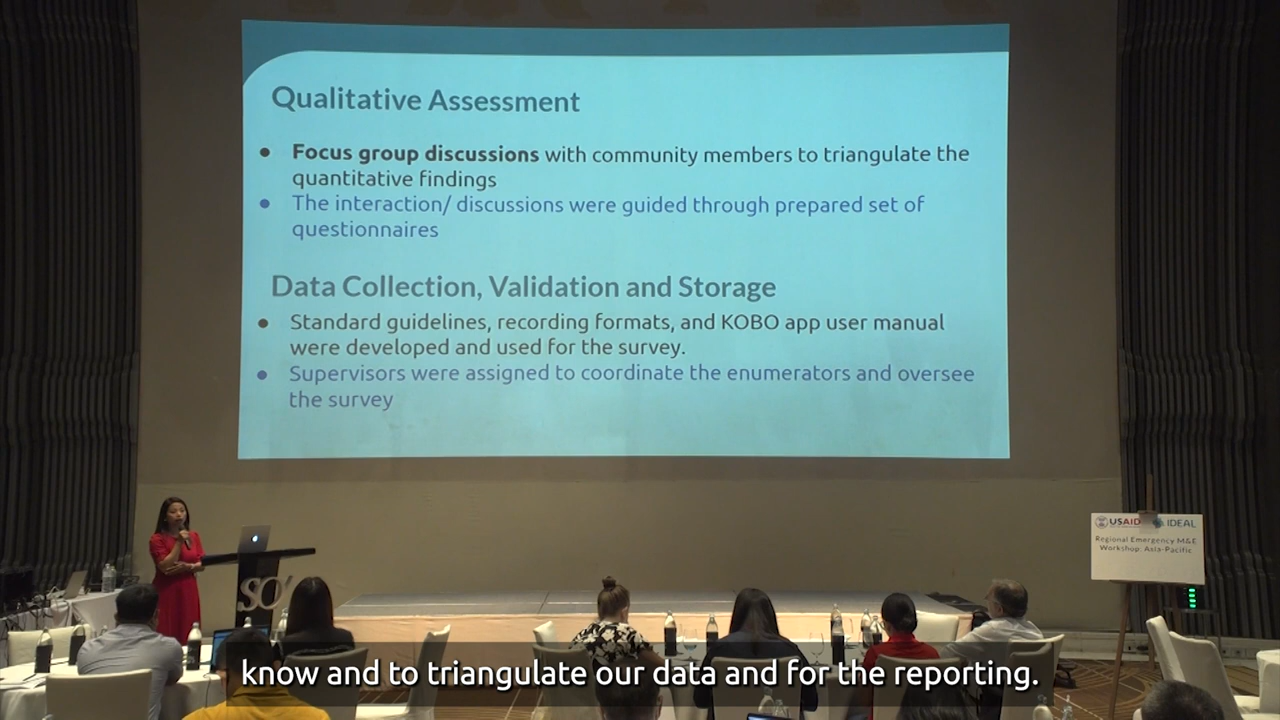 Qualitative Assessment
• Focus group discussions with community members to triangulate the
quantitative findings
• The interaction/ discussions were guided through prepared set of
questionnaires
Data Collection, Validation and Storage
• Standard guidelines, recording formats, and KOBO app user manual
were developed and used for the survey.
• Supervisors were assigned to coordinate the enumerators and oversee
the survey
USAID IDEAL
Regional Emergency M&E
Workshop: Asia-Pacific
SO
know and to triangulate our data and for the reporting.